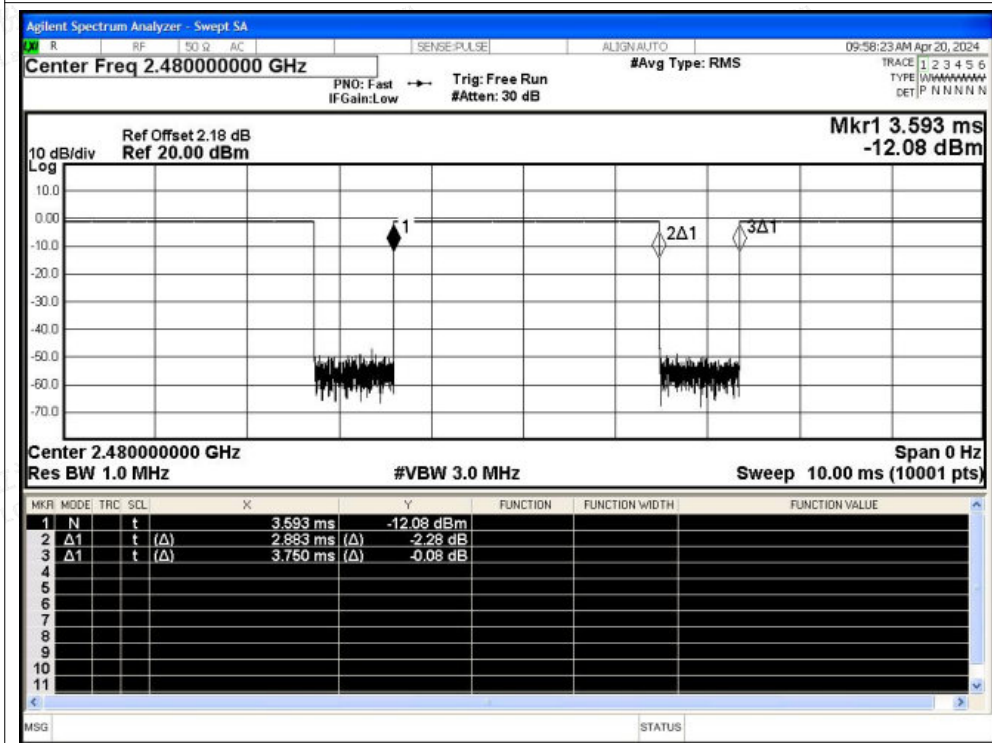 Agilent Spectrum Analyzer - Swept SA
LXI R RF 50 Ω AC SENSE:PULSE ALIGN AUTO 09:58:23 AM Apr 20, 2024
Center Freq 2.480000000 GHz #Avg Type: RMS TRACE 1 2 3 4 5 6
PNO: Fast Trig: Free Run TYPE WWWWWWW
IFGain:Low #Atten: 30 dB DET P N N N N N
Mkr1 3.593 ms
Ref Offset 2.18 dB
10 dB/div Ref 20.00 dBm -12.08 dBm
Log
10.0
0.00
1 2Δ1 3Δ1
-10.0
-20.0
-30.0
-40.0
-50.0
-60.0
-70.0
Center 2.480000000 GHz Span 0 Hz
Res BW 1.0 MHz #VBW 3.0 MHz Sweep 10.00 ms (10001 pts)
MKR MODE TRC SCL X Y FUNCTION FUNCTION WIDTH FUNCTION VALUE
1 N t 3.593 ms -12.08 dBm
2 Δ1 t (Δ) 2.883 ms (Δ) -2.28 dB
3 Δ1 t (Δ) 3.750 ms (Δ) -0.08 dB
4
5
6
7
8
9
10
11
MSG STATUS